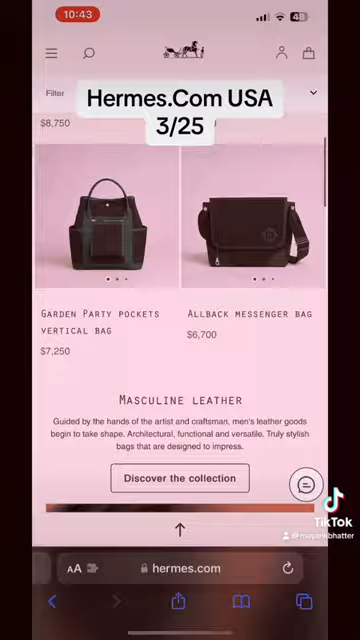 10:43
43
Filter
Hermes.Com USA
3/25
$8,750
Garden Party pockets
vertical bag
$7,250
Allback messenger bag
$6,700
Masculine leather
Guided by the hands of the artist and craftsman, men's leather goods
begin to take shape. Architectural, functional and versatile. Truly stylish
bags that are designed to impress.
Discover the collection
TikTok
AA
hermes.com